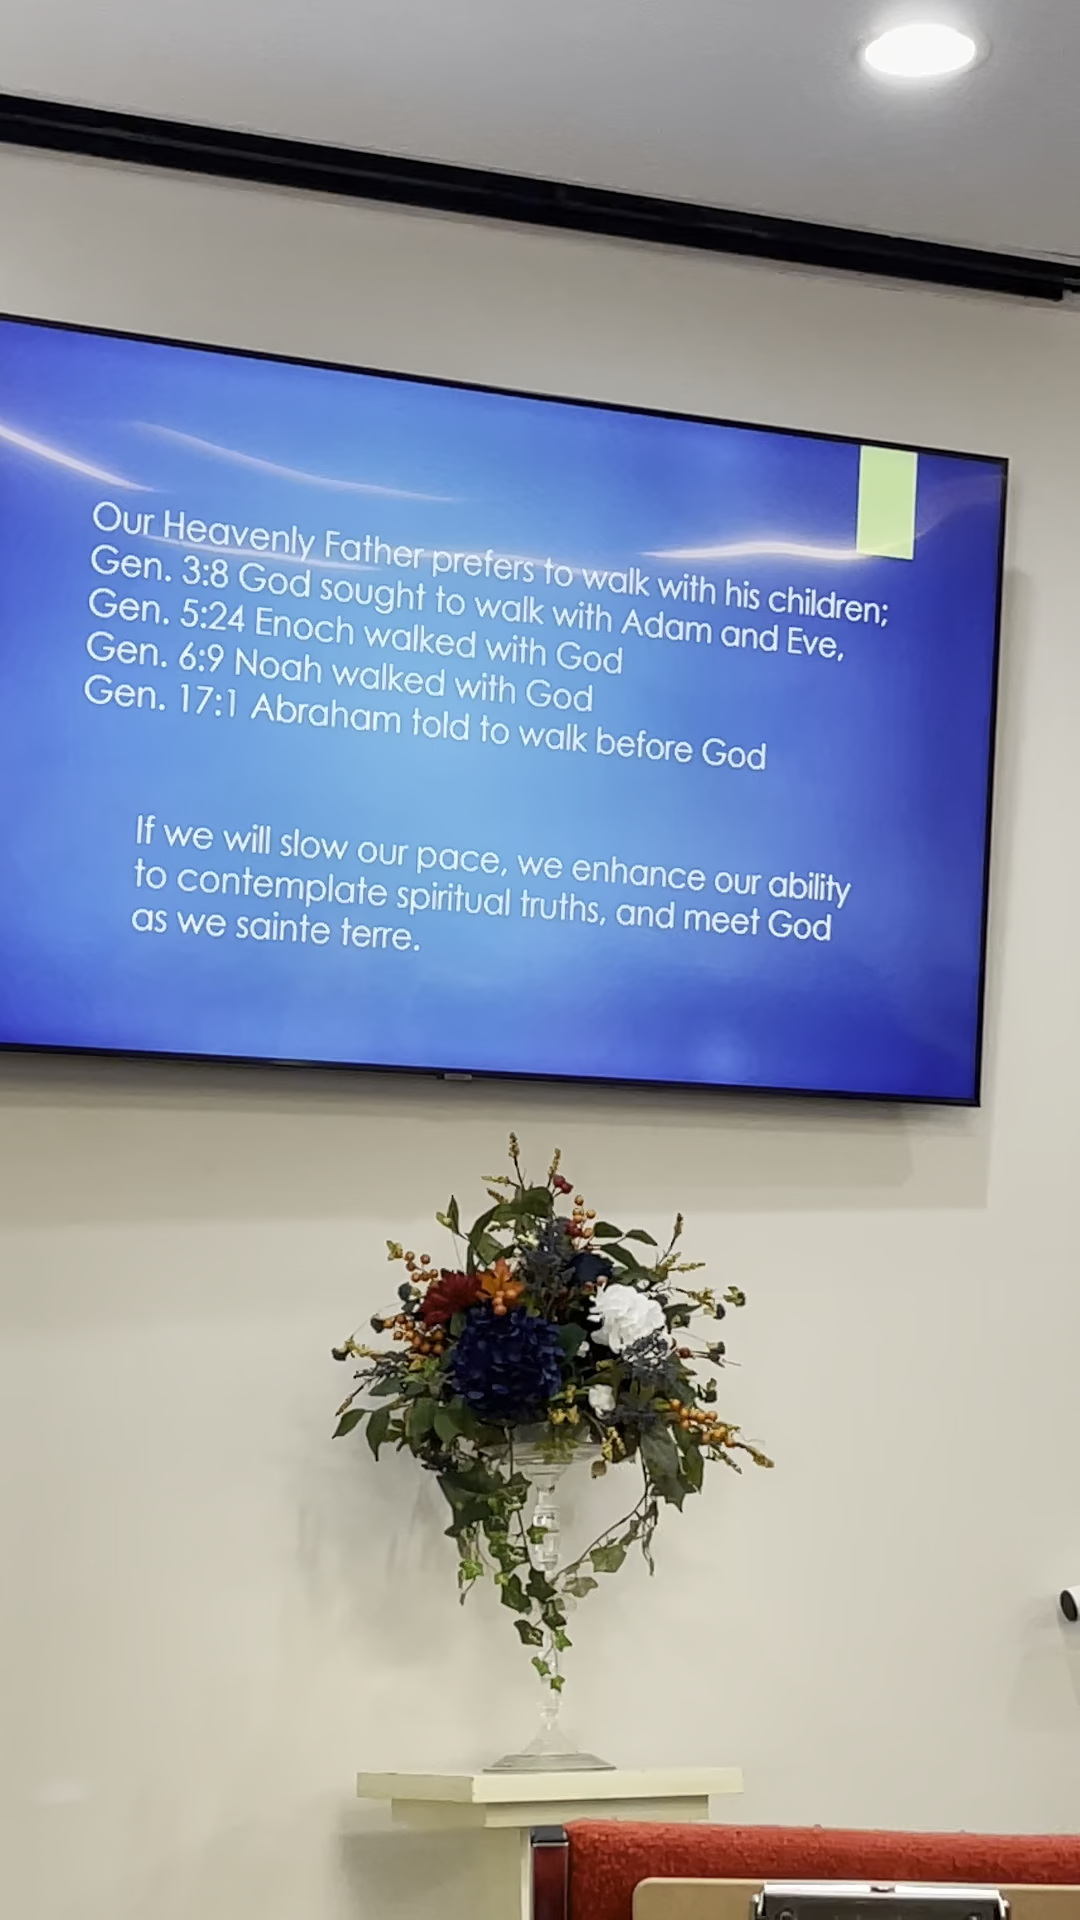 Our Heavenly Father prefers to walk with his children;
Gen. 3:8 God sought to walk with Adam and Eve,
Gen. 5:24 Enoch walked with God
Gen. 6:9 Noah walked with God
Gen. 17:1 Abraham told to walk before God
If we will slow our pace, we enhance our ability
to contemplate spiritual truths, and meet God
as we sainte terre.